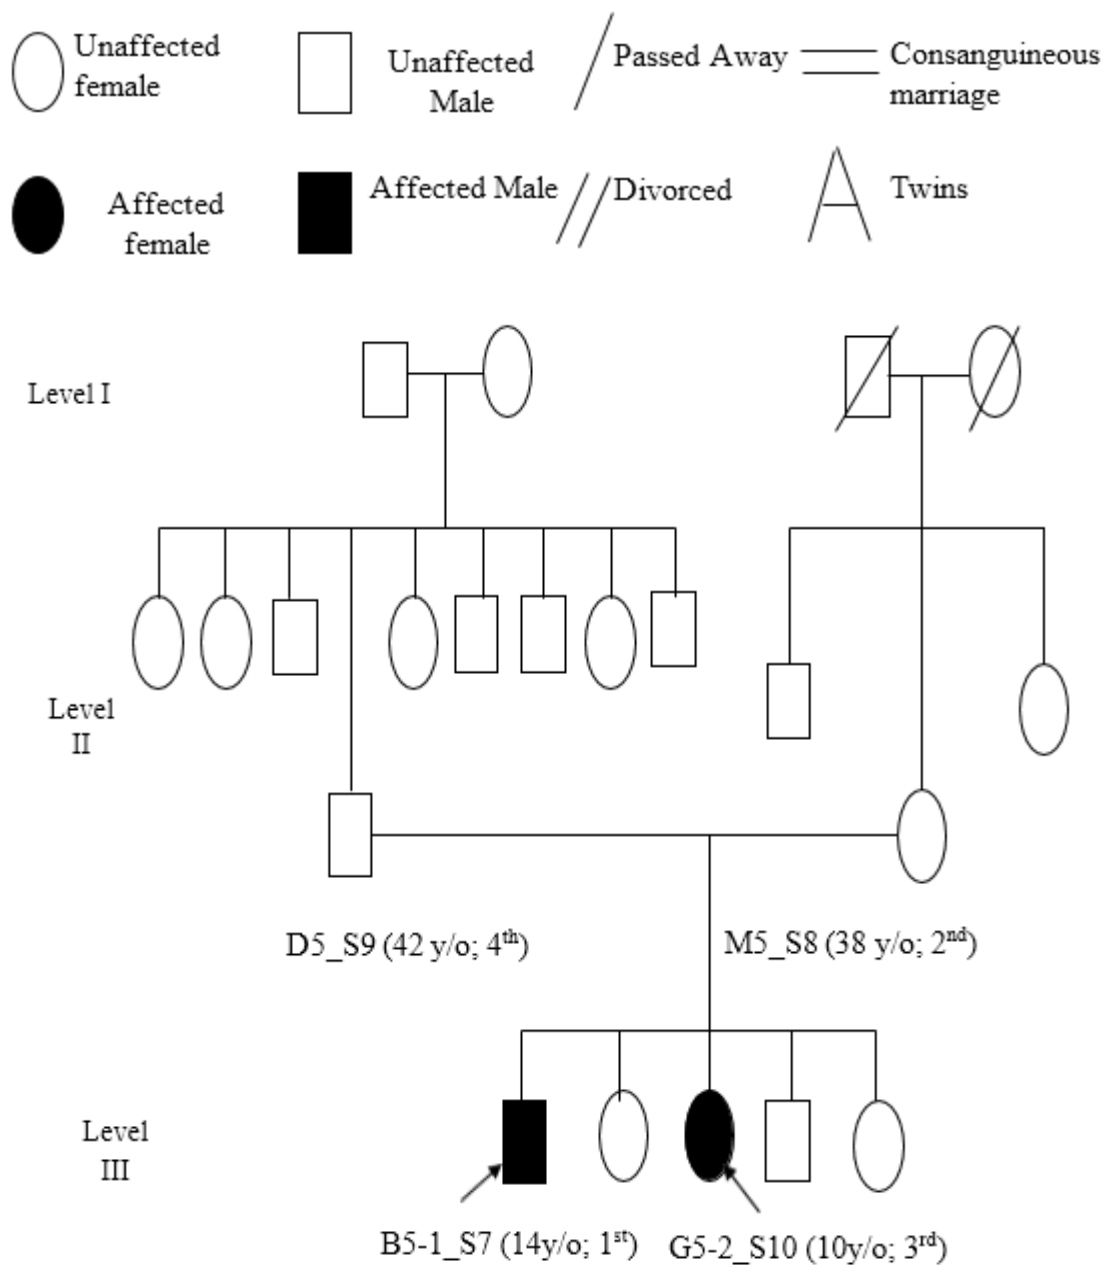 Unaffected
female
Unaffected
Male
Passed Away
Consanguineous
marriage
Affected
female
Affected Male
Divorced
Twins
Level I
Level
II
D5_S9 (42 y/o; 4th)
M5_S8 (38 y/o; 2nd)
Level
III
B5-1_S7 (14y/o; 1st)
G5-2_S10 (10y/o; 3rd)